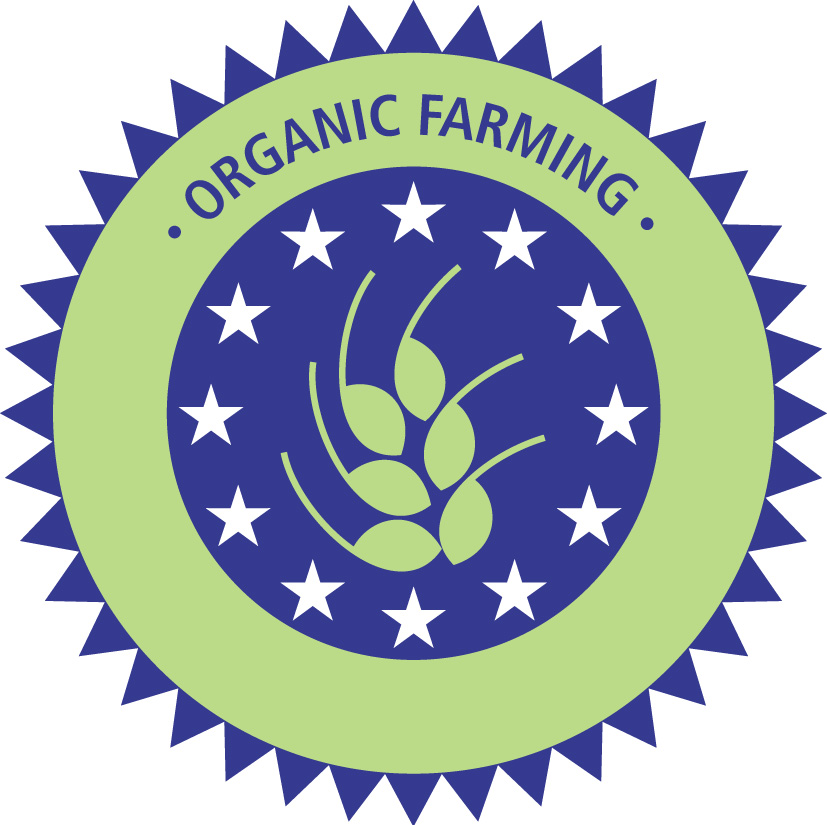 • ORGANIC FARMING •